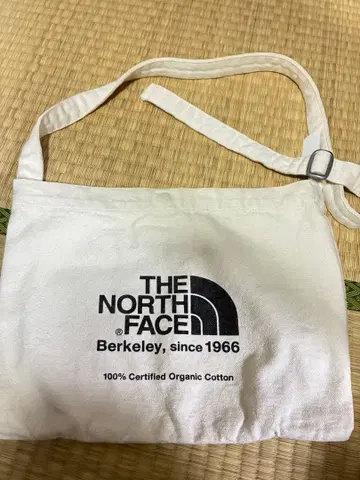 THE
NORTH
® FACE
Berkeley, since 1966
100% Certified Organic Cotton